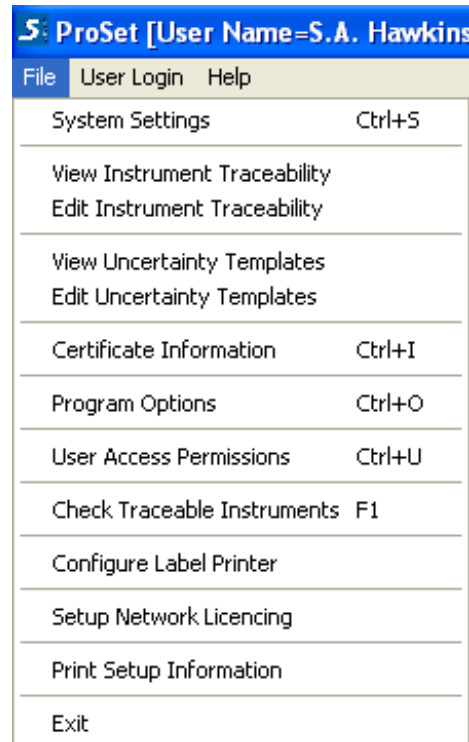 ProSet [User Name=S.A. Hawkins
File User Login Help
System Settings Ctrl+S
View Instrument Traceability
Edit Instrument Traceability
View Uncertainty Templates
Edit Uncertainty Templates
Certificate Information Ctrl+I
Program Options Ctrl+O
User Access Permissions Ctrl+U
Check Traceable Instruments F1
Configure Label Printer
Setup Network Licencing
Print Setup Information
Exit